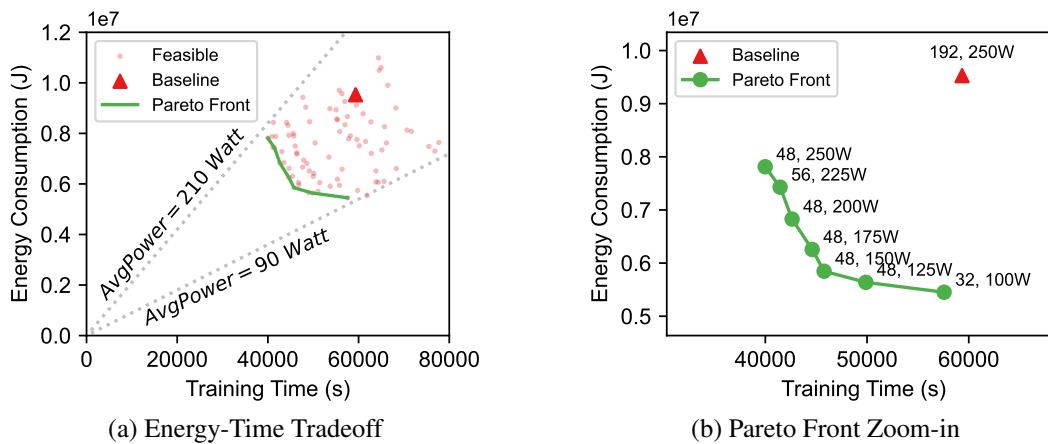 1e7
1.2
1.0
0.8
0.6
0.4
0.2
0.0
Energy Consumption (J)
Feasible
Baseline
Pareto Front
AvgPower = 210 Watt
AvgPower = 90 Watt
0
20000
40000
60000
80000
Training Time (s)
(a) Energy-Time Tradeoff
1e7
1.0
0.9
0.8
0.7
0.6
0.5
Energy Consumption (J)
Baseline
Pareto Front
192, 250W
48, 250W
56, 225W
48, 200W
48, 175W
48, 150W
48, 125W
32, 100W
40000
50000
60000
Training Time (s)
(b) Pareto Front Zoom-in